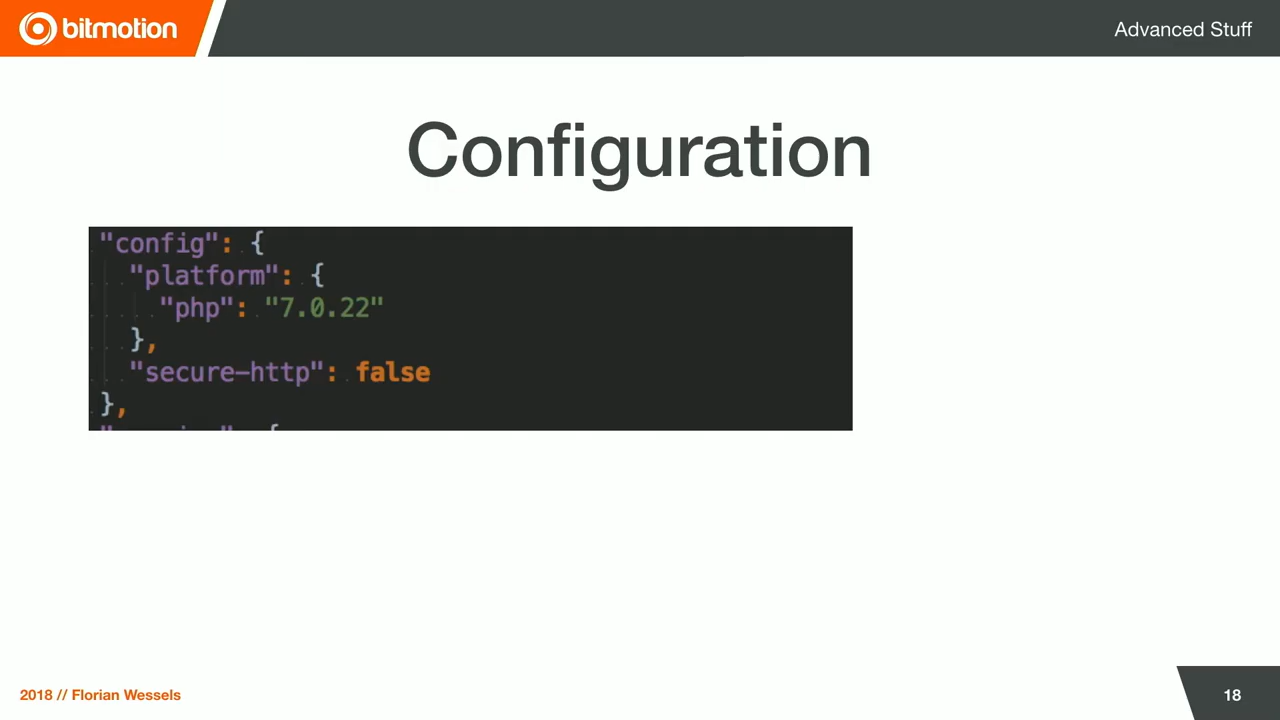 bitmotion
Advanced Stuff
Configuration
"config": {
"platform": {
"php": "7.0.22"
},
"secure-http": false
},
2018 // Florian Wessels
18